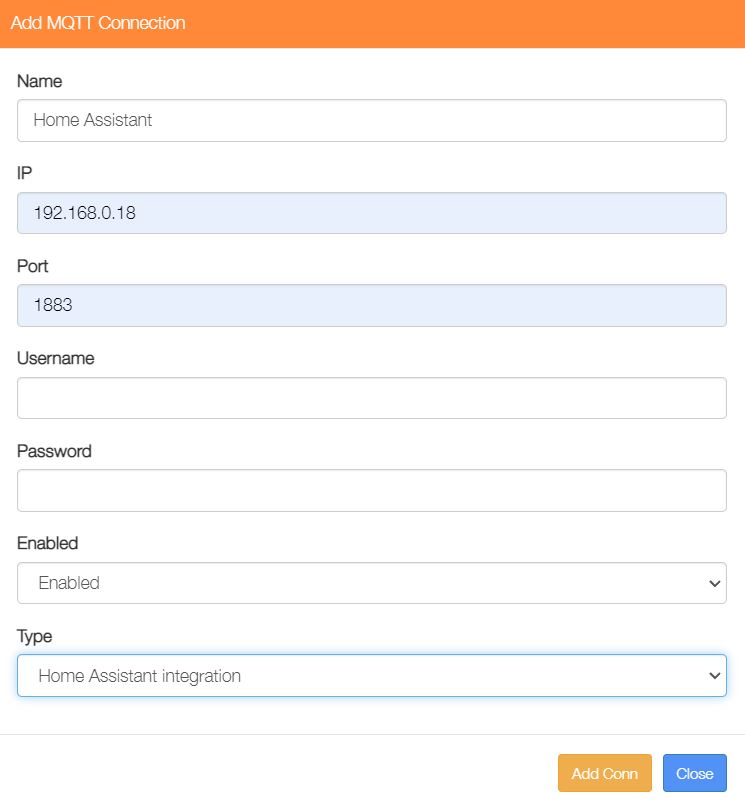 Add MQTT Connection
Name
Home Assistant
IP
192.168.0.18
Port
1883
Username
Password
Enabled
Enabled
Type
Home Assistant integration
Add Conn Close